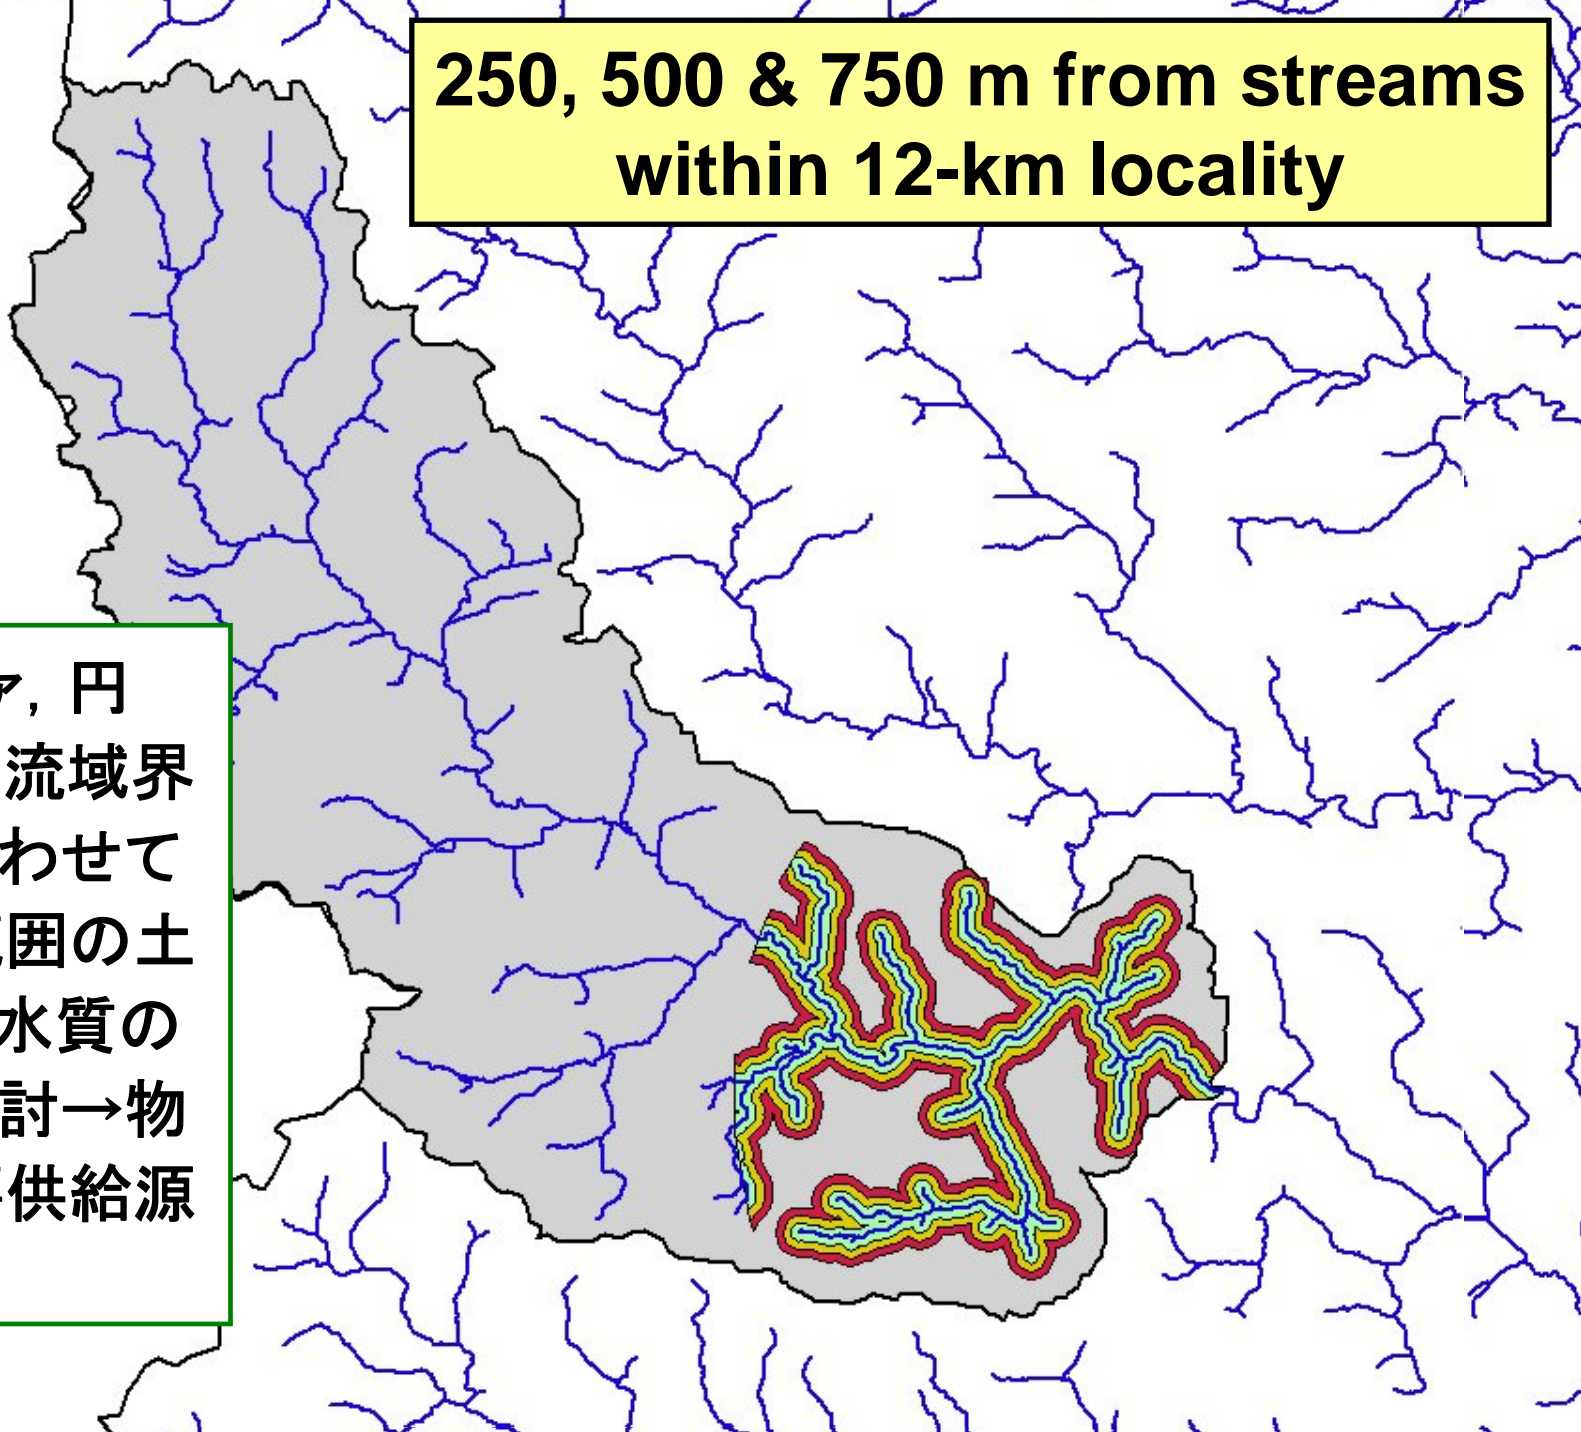 250, 500 & 750 m from streams
within 12-km locality
ァ, 円
流域界
わせて
囲の土
水質の
討→物
供給源